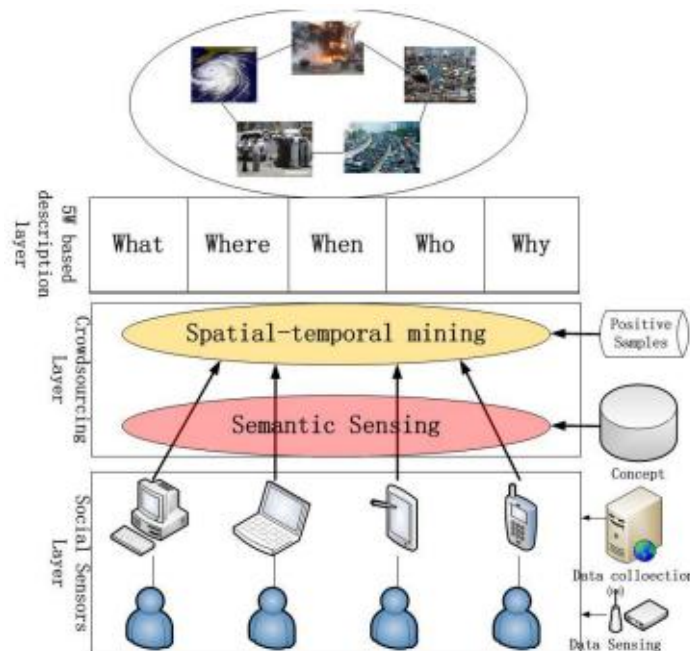 5W based
description
layer
What
Where
When
Who
Why
Crowdsourcing
Layer
Spatial-temporal mining
Positive
Samples
Semantic Sensing
Concept
Social Sensors
Layer
Data colloection
((•))
Data Sensing